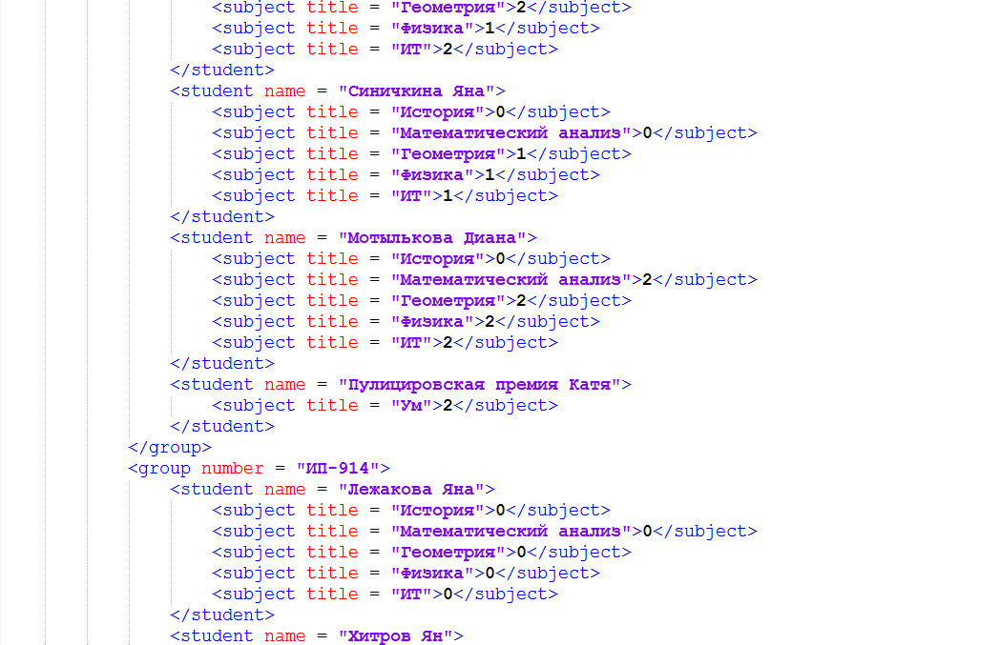 <subject title = "Геометрия">2</subject>
<subject title = "Физика">1</subject>
<subject title = "ИТ">2</subject>
</student>
<student name = "Синичкина Яна">
<subject title = "История">0</subject>
<subject title = "Математический анализ">0</subject>
<subject title = "Геометрия">1</subject>
<subject title = "Физика">1</subject>
<subject title = "ИТ">1</subject>
</student>
<student name = "Мотылькова Диана">
<subject title = "История">0</subject>
<subject title = "Математический анализ">2</subject>
<subject title = "Геометрия">2</subject>
<subject title = "Физика">2</subject>
<subject title = "ИТ">2</subject>
</student>
<student name = "Пулицировская премия Катя">
<subject title = "Ум">2</subject>
</student>
</group>
<group number = "ИП-914">
<student name = "Лежакова Яна">
<subject title = "История">0</subject>
<subject title = "Математический анализ">0</subject>
<subject title = "Геометрия">0</subject>
<subject title = "Физика">0</subject>
<subject title = "ИТ">0</subject>
</student>
<student name = "Хитров Ян">